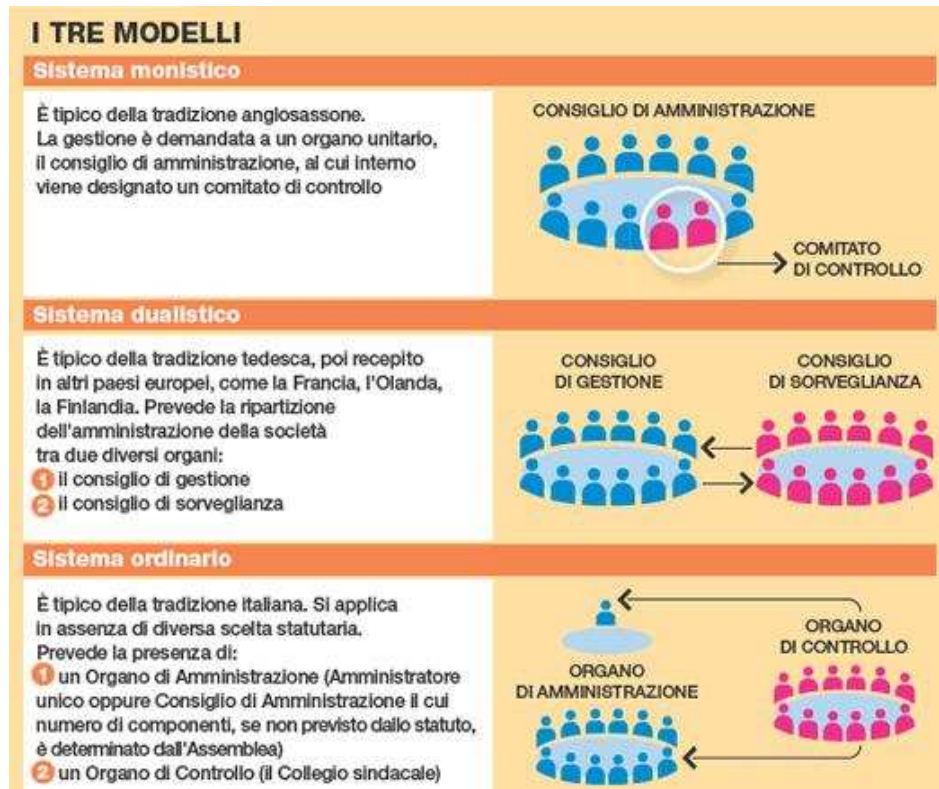 I TRE MODELLI
Sistema monistico
È tipico della tradizione anglosassone.
La gestione è demandata a un organo unitario,
il consiglio di amministrazione, al cui interno
viene designato un comitato di controllo
CONSIGLIO DI AMMINISTRAZIONE
COMITATO
DI CONTROLLO
Sistema dualistico
È tipico della tradizione tedesca, poi recepito
in altri paesi europei, come la Francia, l'Olanda,
la Finlandia. Prevede la ripartizione
dell'amministrazione della società
tra due diversi organi:
1 il consiglio di gestione
2 il consiglio di sorveglianza
CONSIGLIO
DI GESTIONE
CONSIGLIO
DI SORVEGLIANZA
Sistema ordinario
È tipico della tradizione italiana. Si applica
in assenza di diversa scelta statutaria.
Prevede la presenza di:
1 un Organo di Amministrazione (Amministratore
unico oppure Consiglio di Amministrazione il cui
numero di componenti, se non previsto dallo statuto,
è determinato dall'Assemblea)
2 un Organo di Controllo (il Collegio sindacale)
ORGANO
DI AMMINISTRAZIONE
ORGANO
DI CONTROLLO